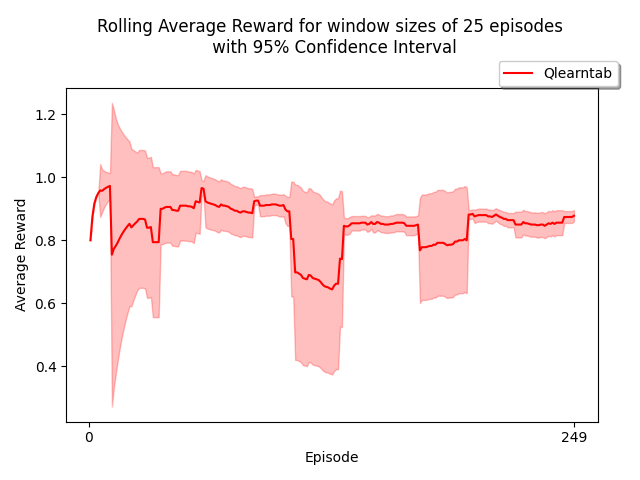 Rolling Average Reward for window sizes of 25 episodes
with 95% Confidence Interval
Qlearntab
1.2
1.0
0.8
0.6
0.4
Average Reward
0
249
Episode